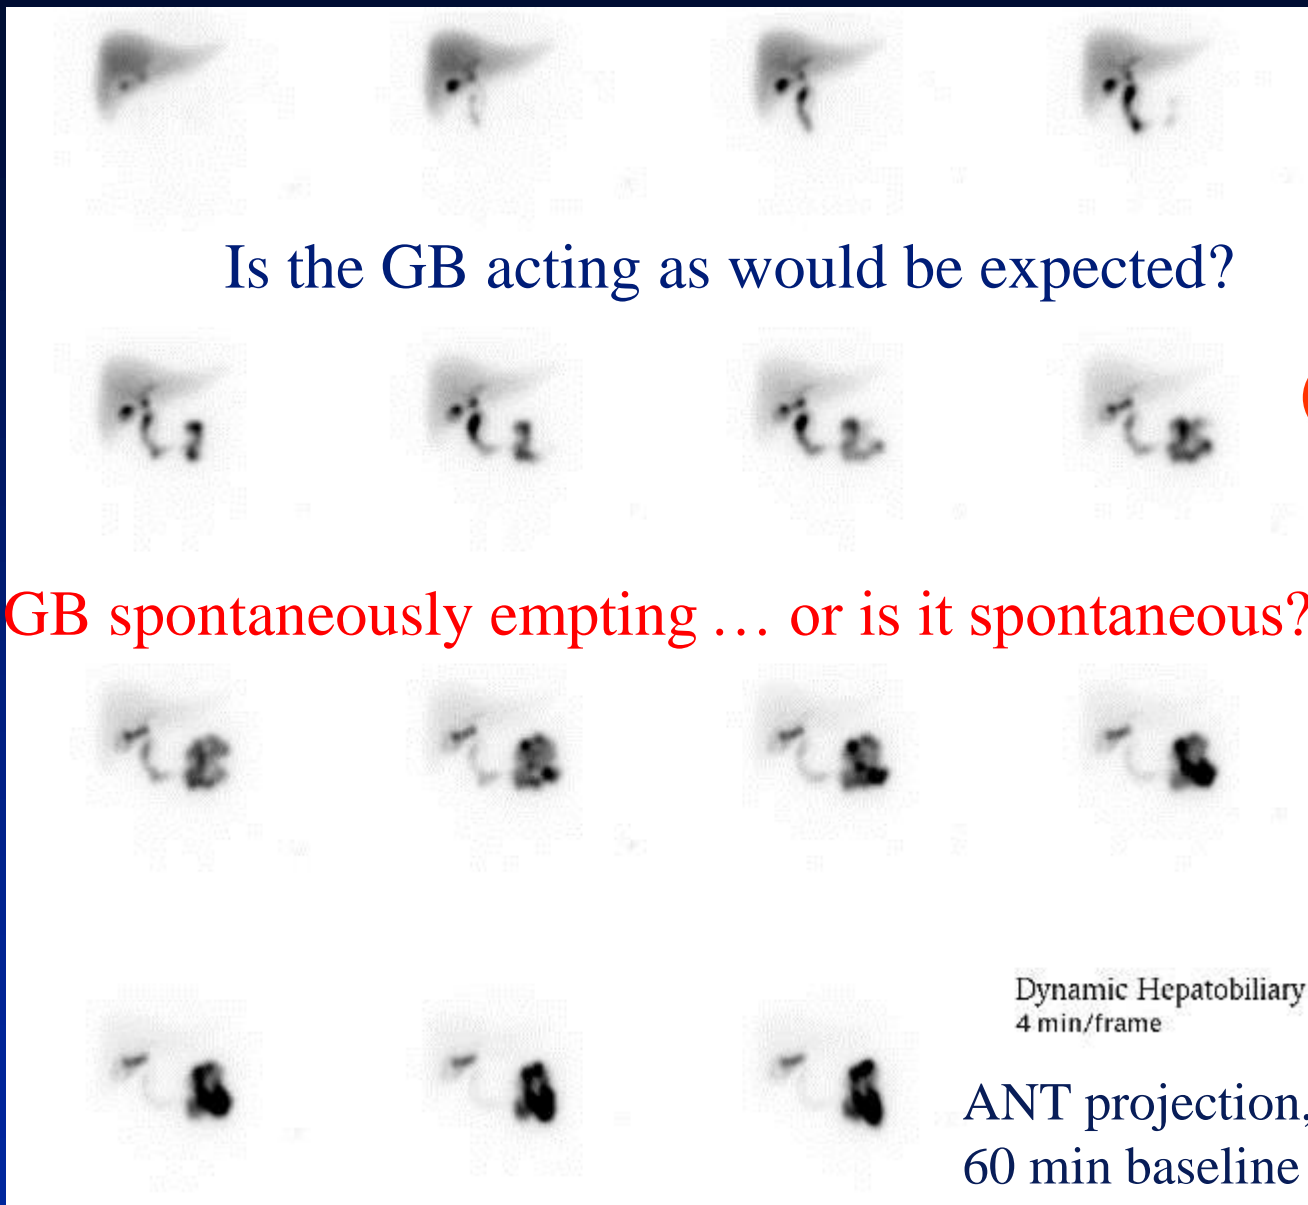 Is the GB acting as would be expected?
GB spontaneously empting … or is it spontaneous?
Dynamic Hepatobiliary
4 min/frame
ANT projection,
60 min baseline